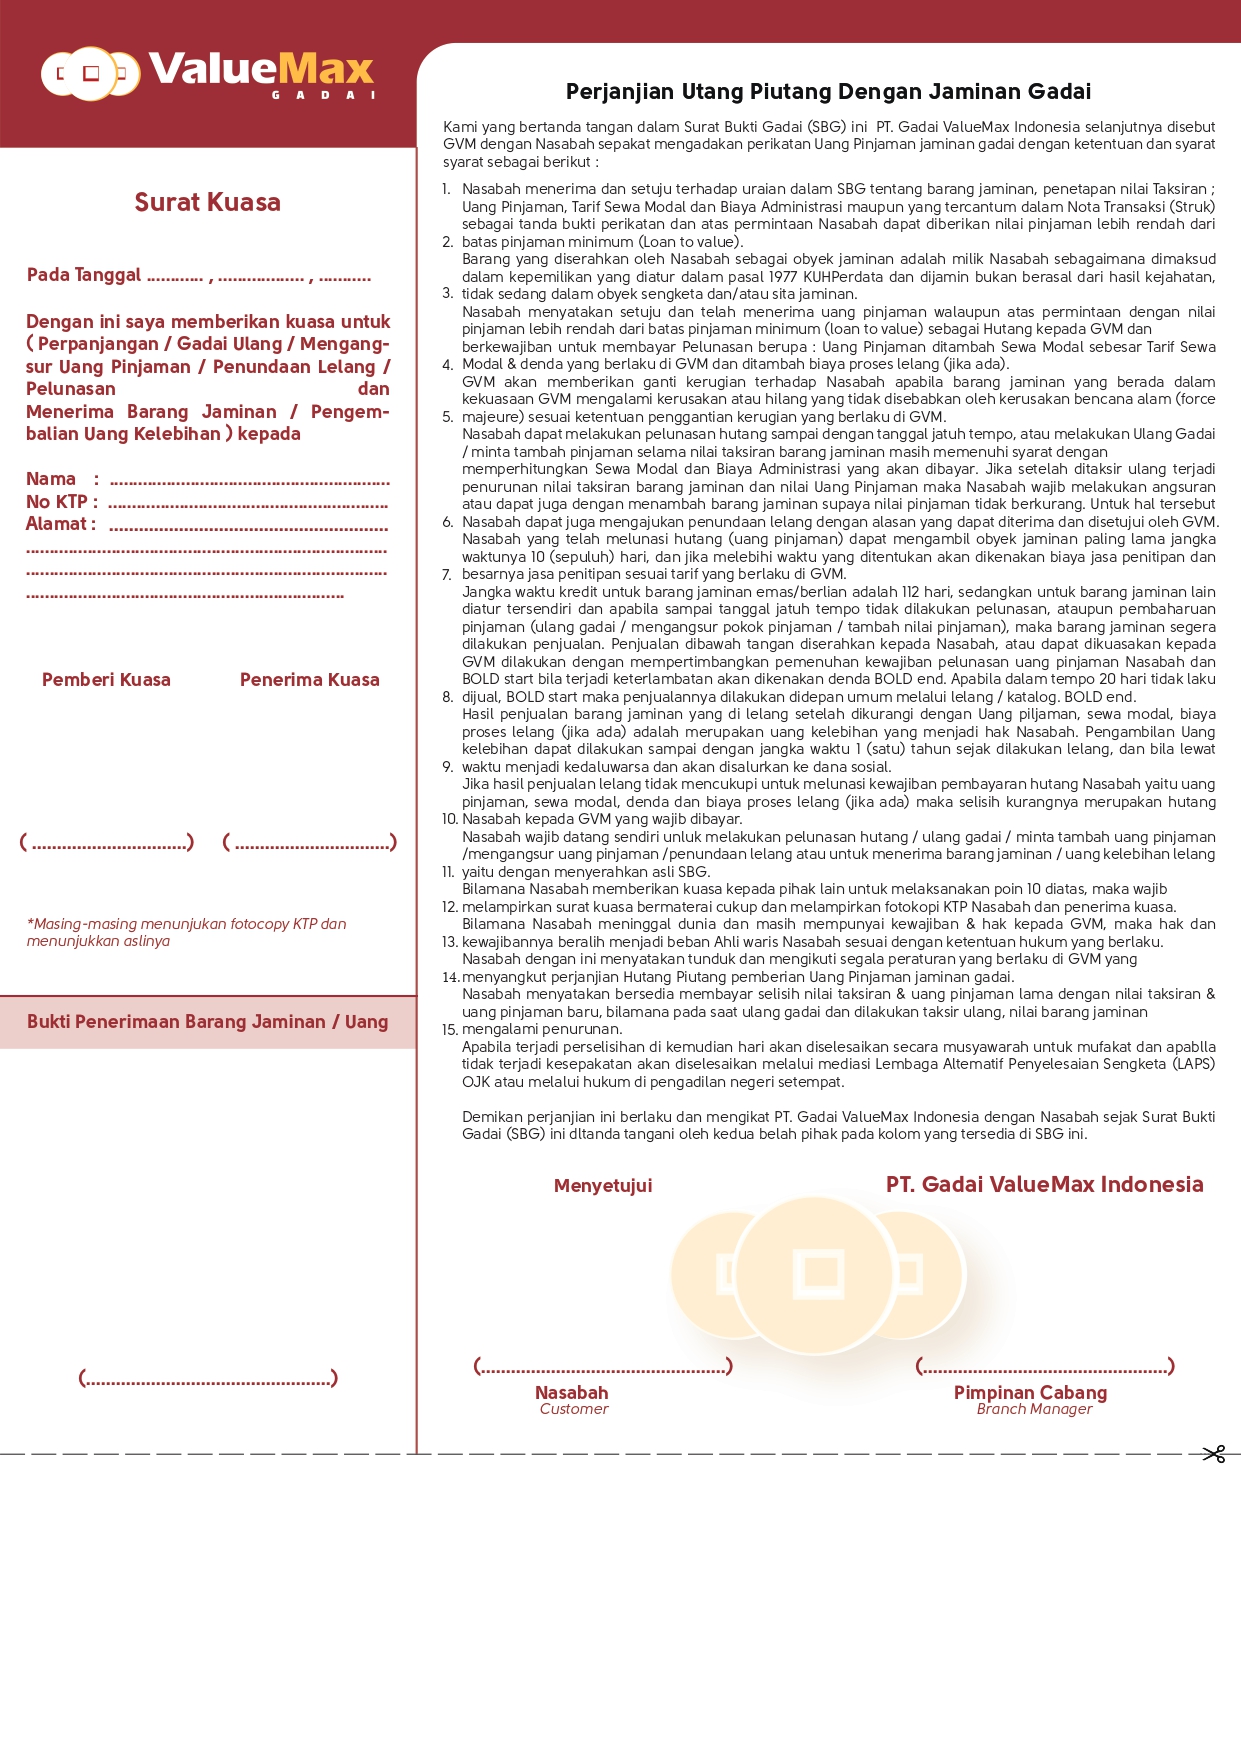 ValueMax
GADAI
Surat Kuasa
Pada Tanggal ............ , .................. , ...........
Dengan ini saya memberikan kuasa untuk
( Perpanjangan / Gadai Ulang / Mengang-
sur Uang Pinjaman / Penundaan Lelang /
Pelunasan dan
Menerima Barang Jaminan / Pengem-
balian Uang Kelebihan ) kepada
Nama : ...........................................................
No KTP : ...........................................................
Alamat : ...........................................................
............................................................................
............................................................................
...................................................................
Pemberi Kuasa Penerima Kuasa
( ...............................) ( ...............................)
*Masing-masing menunjukan fotocopy KTP dan
menunjukkan aslinya
Bukti Penerimaan Barang Jaminan / Uang
(.................................................)
Perjanjian Utang Piutang Dengan Jaminan Gadai
Kami yang bertanda tangan dalam Surat Bukti Gadai (SBG) ini PT. Gadai ValueMax Indonesia selanjutnya disebut
GVM dengan Nasabah sepakat mengadakan perikatan Uang Pinjaman jaminan gadai dengan ketentuan dan syarat
syarat sebagai berikut :
1. Nasabah menerima dan setuju terhadap uraian dalam SBG tentang barang jaminan, penetapan nilai Taksiran ;
Uang Pinjaman, Tarif Sewa Modal dan Biaya Administrasi maupun yang tercantum dalam Nota Transaksi (Struk)
sebagai tanda bukti perikatan dan atas permintaan Nasabah dapat diberikan nilai pinjaman lebih rendah dari
2. batas pinjaman minimum (Loan to value).
Barang yang diserahkan oleh Nasabah sebagai obyek jaminan adalah milik Nasabah sebagaimana dimaksud
dalam kepemilikan yang diatur dalam pasal 1977 KUHPerdata dan dijamin bukan berasal dari hasil kejahatan,
3. tidak sedang dalam obyek sengketa dan/atau sita jaminan.
Nasabah menyatakan setuju dan telah menerima uang pinjaman walaupun atas permintaan dengan nilai
pinjaman lebih rendah dari batas pinjaman minimum (loan to value) sebagai Hutang kepada GVM dan
berkewajiban untuk membayar Pelunasan berupa : Uang Pinjaman ditambah Sewa Modal sebesar Tarif Sewa
4. Modal & denda yang berlaku di GVM dan ditambah biaya proses lelang (jika ada).
GVM akan memberikan ganti kerugian terhadap Nasabah apabila barang jaminan yang berada dalam
kekuasaan GVM mengalami kerusakan atau hilang yang tidak disebabkan oleh kerusakan bencana alam (force
5. majeure) sesuai ketentuan penggantian kerugian yang berlaku di GVM.
Nasabah dapat melakukan pelunasan hutang sampai dengan tanggal jatuh tempo, atau melakukan Ulang Gadai
/ minta tambah pinjaman selama nilai taksiran barang jaminan masih memenuhi syarat dengan
memperhitungkan Sewa Modal dan Biaya Administrasi yang akan dibayar. Jika setelah ditaksir ulang terjadi
penurunan nilai taksiran barang jaminan dan nilai Uang Pinjaman maka Nasabah wajib melakukan angsuran
atau dapat juga dengan menambah barang jaminan supaya nilai pinjaman tidak berkurang. Untuk hal tersebut
6. Nasabah dapat juga mengajukan penundaan lelang dengan alasan yang dapat diterima dan disetujui oleh GVM.
Nasabah yang telah melunasi hutang (uang pinjaman) dapat mengambil obyek jaminan paling lama jangka
waktunya 10 (sepuluh) hari, dan jika melebihi waktu yang ditentukan akan dikenakan biaya jasa penitipan dan
7. besarnya jasa penitipan sesuai tarif yang berlaku di GVM.
Jangka waktu kredit untuk barang jaminan emas/berlian adalah 112 hari, sedangkan untuk barang jaminan lain
diatur tersendiri dan apabila sampai tanggal jatuh tempo tidak dilakukan pelunasan, ataupun pembaharuan
pinjaman (ulang gadai / mengangsur pokok pinjaman / tambah nilai pinjaman), maka barang jaminan segera
dilakukan penjualan. Penjualan dibawah tangan diserahkan kepada Nasabah, atau dapat dikuasakan kepada
GVM dilakukan dengan mempertimbangkan pemenuhan kewajiban pelunasan uang pinjaman Nasabah dan
BOLD start bila terjadi keterlambatan akan dikenakan denda BOLD end. Apabila dalam tempo 20 hari tidak laku
8. dijual, BOLD start maka penjualannya dilakukan didepan umum melalui lelang / katalog. BOLD end.
Hasil penjualan barang jaminan yang di lelang setelah dikurangi dengan Uang piljaman, sewa modal, biaya
proses lelang (jika ada) adalah merupakan uang kelebihan yang menjadi hak Nasabah. Pengambilan Uang
kelebihan dapat dilakukan sampai dengan jangka waktu 1 (satu) tahun sejak dilakukan lelang, dan bila lewat
9. waktu menjadi kedaluwarsa dan akan disalurkan ke dana sosial.
Jika hasil penjualan lelang tidak mencukupi untuk melunasi kewajiban pembayaran hutang Nasabah yaitu uang
pinjaman, sewa modal, denda dan biaya proses lelang (jika ada) maka selisih kurangnya merupakan hutang
10. Nasabah kepada GVM yang wajib dibayar.
Nasabah wajib datang sendiri unluk melakukan pelunasan hutang / ulang gadai / minta tambah uang pinjaman
/mengangsur uang pinjaman /penundaan lelang atau untuk menerima barang jaminan / uang kelebihan lelang
11. yaitu dengan menyerahkan asli SBG.
Bilamana Nasabah memberikan kuasa kepada pihak lain untuk melaksanakan poin 10 diatas, maka wajib
12. melampirkan surat kuasa bermaterai cukup dan melampirkan fotokopi KTP Nasabah dan penerima kuasa.
Bilamana Nasabah meninggal dunia dan masih mempunyai kewajiban & hak kepada GVM, maka hak dan
13. kewajibannya beralih menjadi beban Ahli waris Nasabah sesuai dengan ketentuan hukum yang berlaku.
Nasabah dengan ini menyatakan tunduk dan mengikuti segala peraturan yang berlaku di GVM yang
14. menyangkut perjanjian Hutang Piutang pemberian Uang Pinjaman jaminan gadai.
Nasabah menyatakan bersedia membayar selisih nilai taksiran & uang pinjaman lama dengan nilai taksiran &
uang pinjaman baru, bilamana pada saat ulang gadai dan dilakukan taksir ulang, nilai barang jaminan
15. mengalami penurunan.
Apabila terjadi perselisihan di kemudian hari akan diselesaikan secara musyawarah untuk mufakat dan apablla
tidak terjadi kesepakatan akan diselesaikan melalui mediasi Lembaga Altematif Penyelesaian Sengketa (LAPS)
OJK atau melalui hukum di pengadilan negeri setempat.
Demikan perjanjian ini berlaku dan mengikat PT. Gadai ValueMax Indonesia dengan Nasabah sejak Surat Bukti
Gadai (SBG) ini dltanda tangani oleh kedua belah pihak pada kolom yang tersedia di SBG ini.
Menyetujui PT. Gadai ValueMax Indonesia
(.................................................) (.................................................)
Nasabah Pimpinan Cabang
Customer Branch Manager